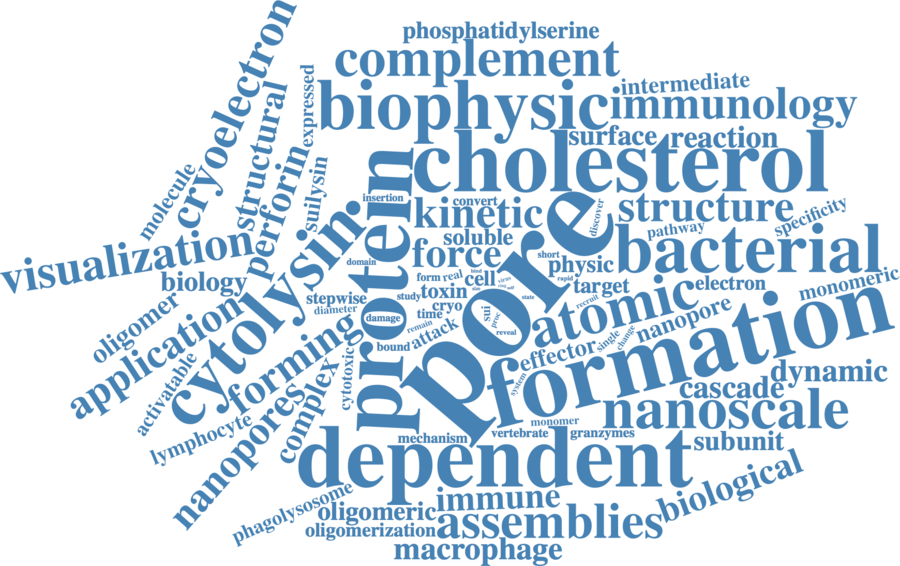 phosphatidylserine
complement
intermediate
biophysic
immunology
surface
reaction
cholesterol
cryoelectron
expressed
structural
perforin
suilysin
molecule
visualization
biology
insertion
convert
kinetic
discover
structure
specificity
pathway
protein
soluble
force
domain
short
physic
bacterial
form
real
cell
bind
virus
rapid
target
electron
monomeric
oligomer
application
cytolysin
stepwise
diameter
study
toxin
cryo
time
state
recruit
pore
atomic
nanopore
damage
remain
attack
sui
proc
reveal
bound
formation
forming
activatable
cytotoxic
effector
single
change
system
cascade
dynamic
lymphocyte
nanopores
complex
monomer
nanoscale
mechanism
vertebrate
granzymes
subunit
dependent
phagolysosome
oligomeric
immune
biological
oligomerization
assemblies
macrophage